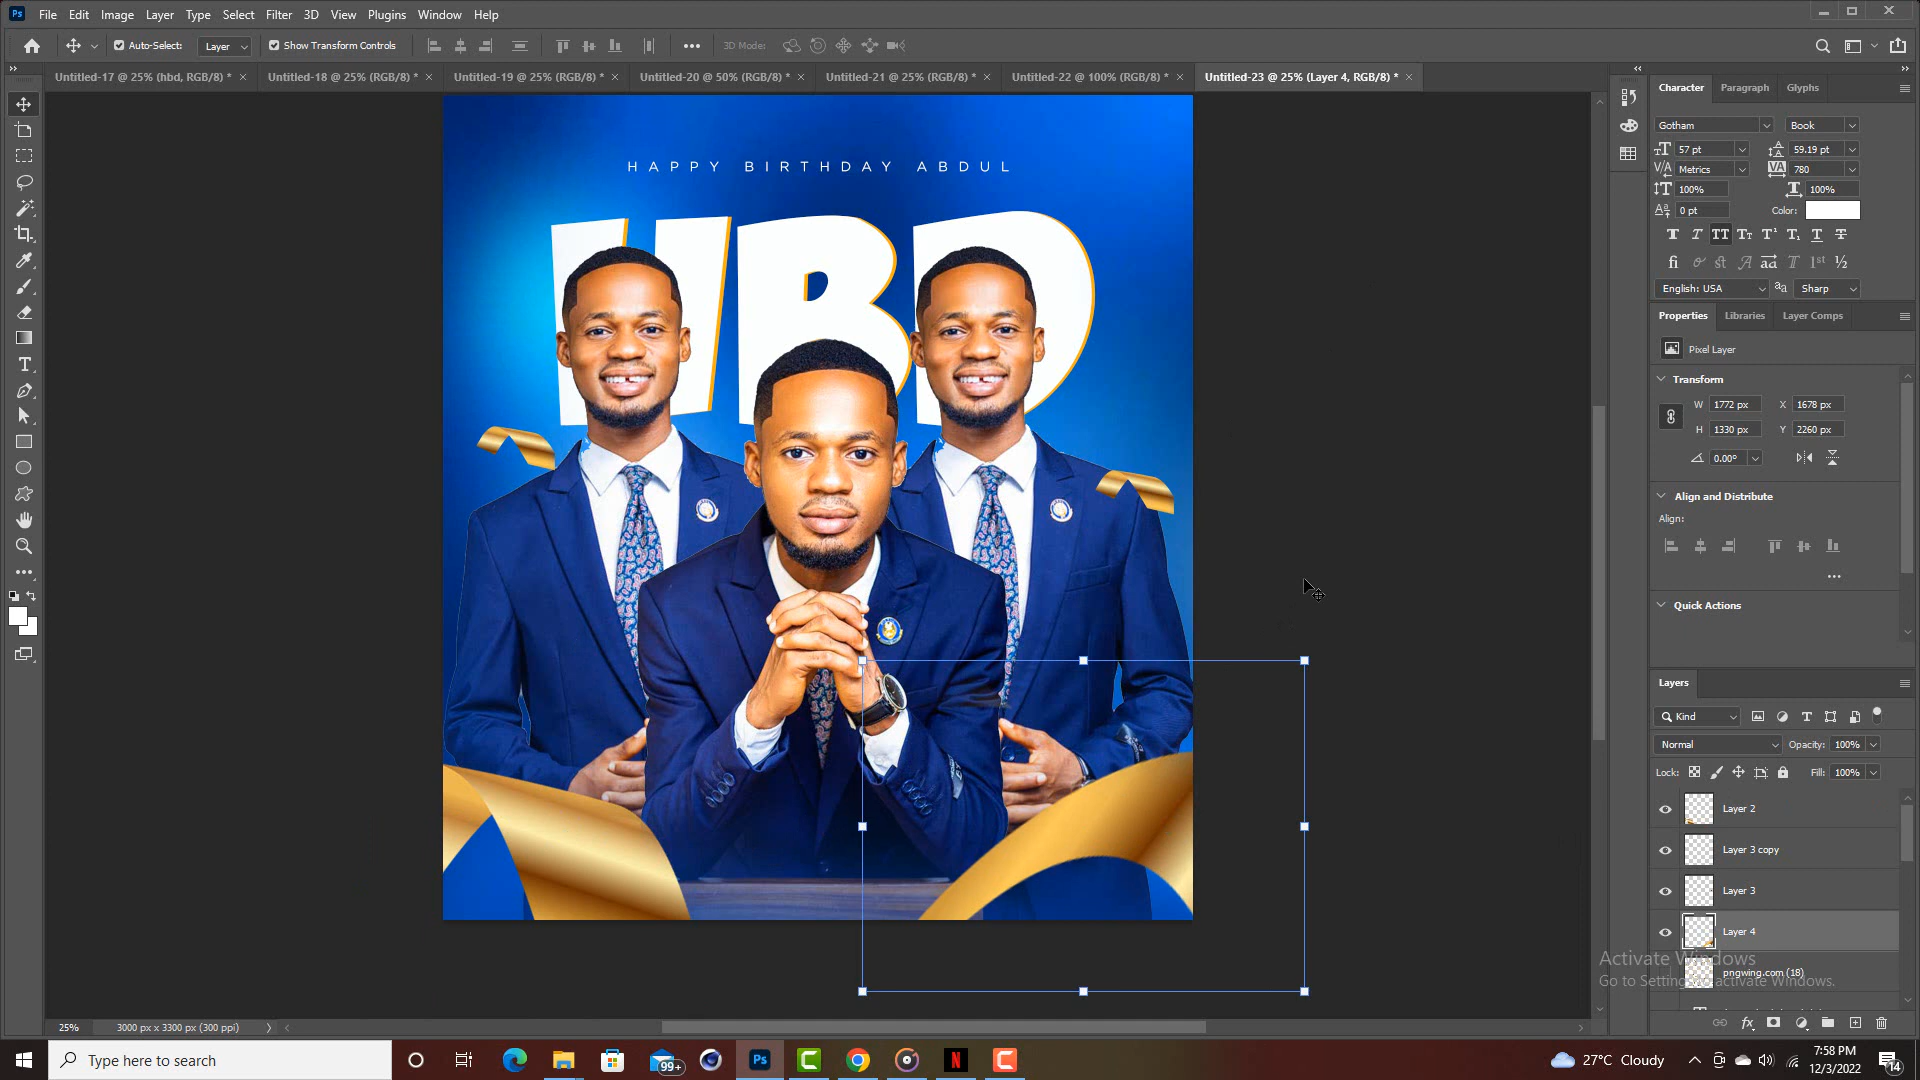 Ps File Edit Image Layer Type Select Filter 3D View Plugins Window Help
Auto-Select: Layer Show Transform Controls 3D Mode:
Untitled-17 @ 25% (hbd, RGB/8) * Untitled-18 @ 25% (RGB/8) * Untitled-19 @ 25% (RGB/8) * Untitled-20 @ 50% (RGB/8) * Untitled-21 @ 25% (RGB/8) * Untitled-22 @ 100% (RGB/8) * Untitled-23 @ 25% (Layer 4, RGB/8) *
Character Paragraph Glyphs
Gotham Book
57 pt 59.19 pt
Metrics 780
100% 100%
0 pt Color:
English: USA Sharp
HAPPY BIRTHDAY ABDUL
HBD
Properties Libraries Layer Comps
Pixel Layer
Transform
W 1772 px X 1678 px
H 1330 px Y 2260 px
0.00°
Align and Distribute
Align:
Quick Actions
Layers
Kind
Normal Opacity: 100%
Lock: Fill: 100%
Layer 2
Layer 3 copy
Layer 3
Layer 4
pngwing.com (18)
Activate Windows
Go to Settings to activate Windows.
25% 3000 px x 3300 px (300 ppi)
Type here to search
99+
Ps
27°C Cloudy
7:58 PM
12/3/2022
14